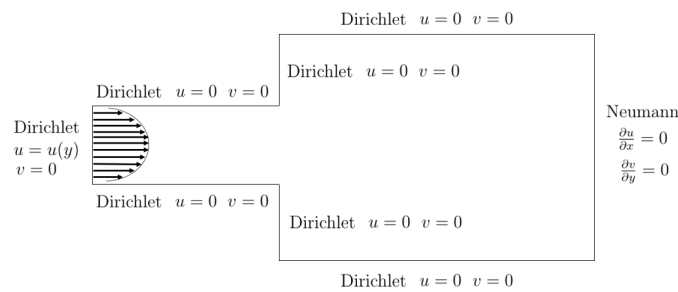 Dirichlet u = 0 v = 0
Dirichlet u = 0 v = 0
Dirichlet u = 0 v = 0
Dirichlet
u = u(y)
v = 0
Neumann
∂u/∂x = 0
∂v/∂y = 0
Dirichlet u = 0 v = 0
Dirichlet u = 0 v = 0
Dirichlet u = 0 v = 0